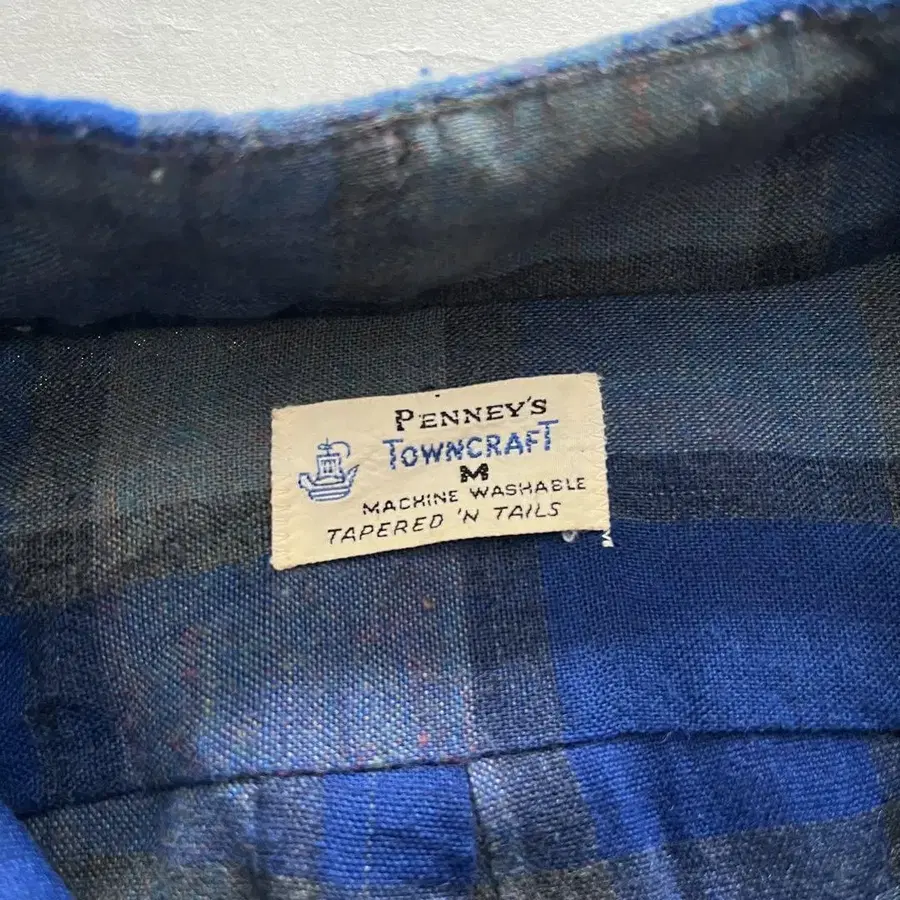 PENNEY'S
TOWNCRAFT
M
MACHINE WASHABLE
TAPERED 'N TAILS
M